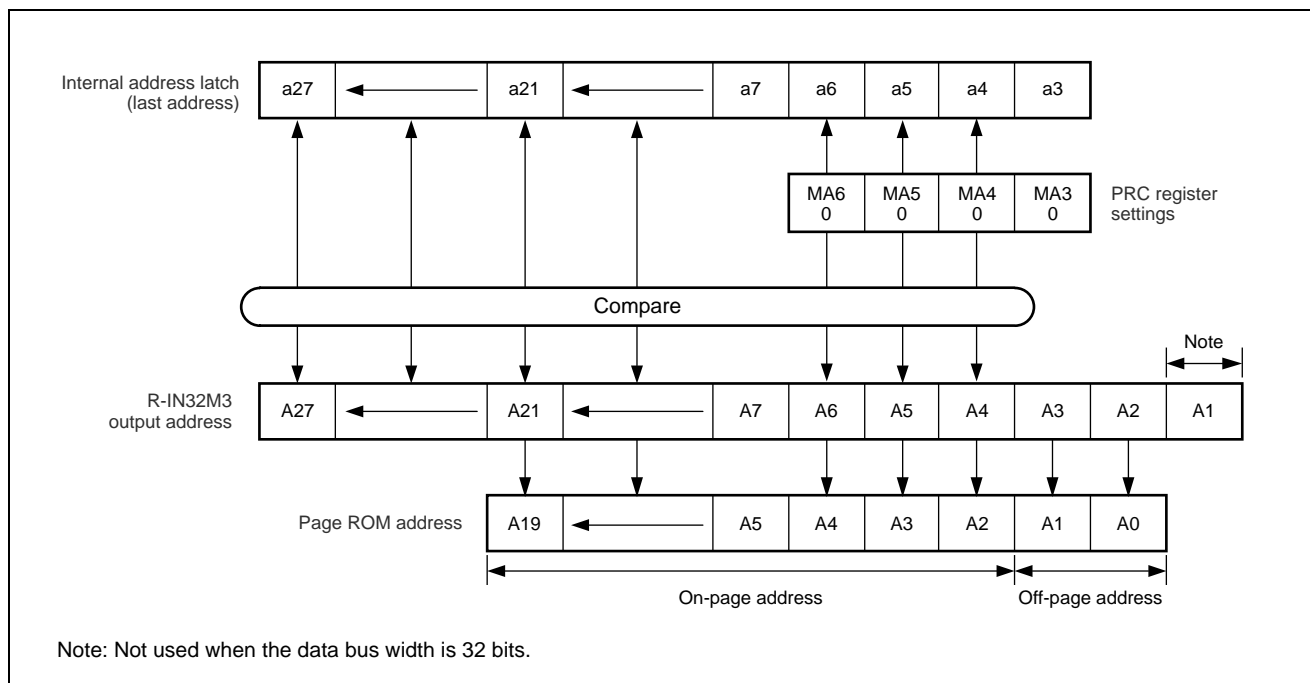 Internal address latch
(last address)
a27 a21 a7 a6 a5 a4 a3
MA6 MA5 MA4 MA3
0 0 0 0
PRC register
settings
Compare
Note
R-IN32M3
output address
A27 A21 A7 A6 A5 A4 A3 A2 A1
Page ROM address
A19 A5 A4 A3 A2 A1 A0
On-page address Off-page address
Note: Not used when the data bus width is 32 bits.